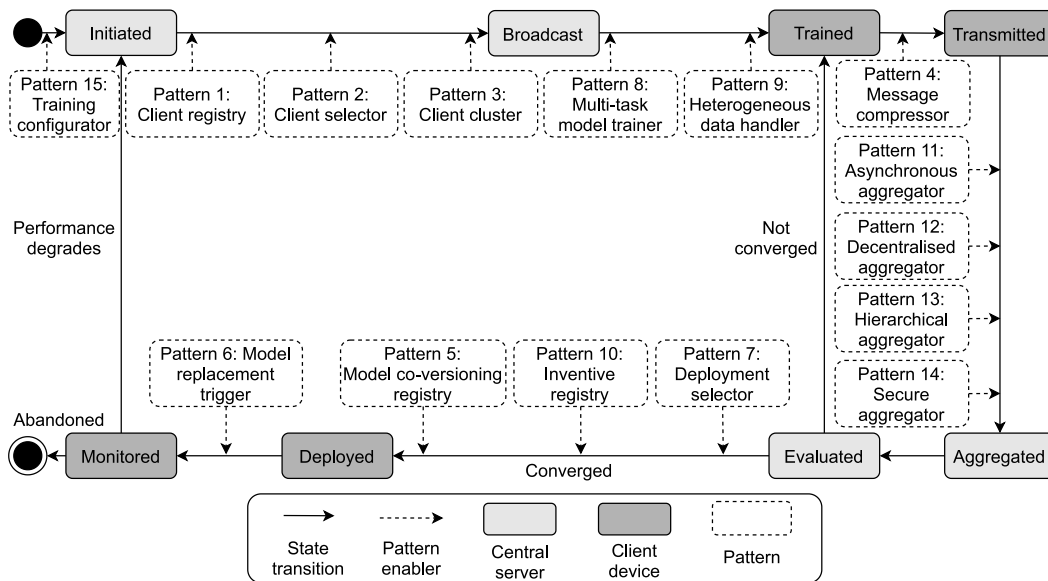 Initiated
Broadcast
Trained
Transmitted
Pattern 15:
Training
configurator
Pattern 1:
Client registry
Pattern 2:
Client selector
Pattern 3:
Client cluster
Pattern 8:
Multi-task
model trainer
Pattern 9:
Heterogeneous
data handler
Pattern 4:
Message
compressor
Pattern 11:
Asynchronous
aggregator
Performance
degrades
Not
converged
Pattern 12:
Decentralised
aggregator
Pattern 13:
Hierarchical
aggregator
Pattern 6: Model
replacement
trigger
Pattern 5:
Model co-versioning
registry
Pattern 10:
Inventive
registry
Pattern 7:
Deployment
selector
Pattern 14:
Secure
aggregator
Abandoned
Monitored
Deployed
Converged
Evaluated
Aggregated
State
transition
Pattern
enabler
Central
server
Client
device
Pattern